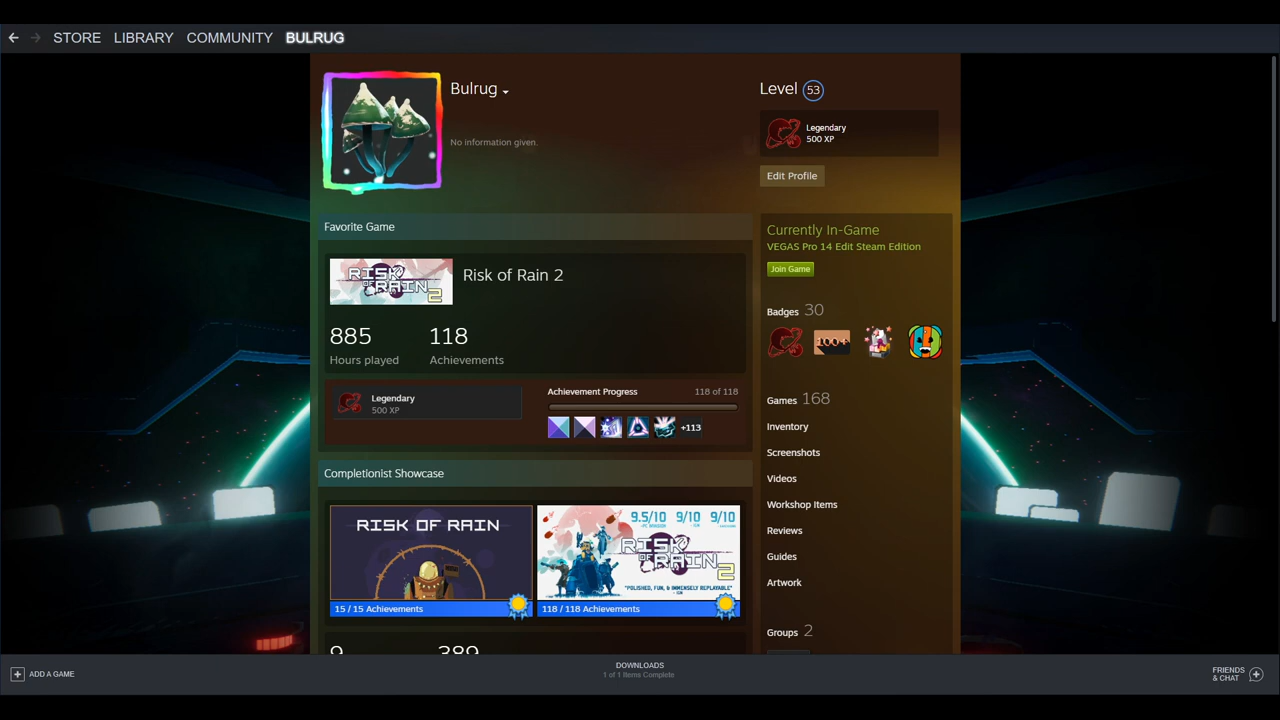 STORE LIBRARY COMMUNITY BULRUG
Bulrug
No information given.
Level 53
Legendary
500 XP
Edit Profile
Favorite Game
RISK OF RAIN 2
Risk of Rain 2
885
Hours played
118
Achievements
Legendary
500 XP
Achievement Progress
118 of 118
+113
Completionist Showcase
RISK OF RAIN
15 / 15 Achievements
9.5/10 9/10 9/10
RISK OF RAIN 2
"POLISHED, FUN, & IMMENSELY REPLAYABLE"
118 / 118 Achievements
9 389
Currently In-Game
VEGAS Pro 14 Edit Steam Edition
Join Game
Badges 30
100+
Games 168
Inventory
Screenshots
Videos
Workshop Items
Reviews
Guides
Artwork
Groups 2
ADD A GAME
DOWNLOADS
1 of 1 Items Complete
FRIENDS
& CHAT